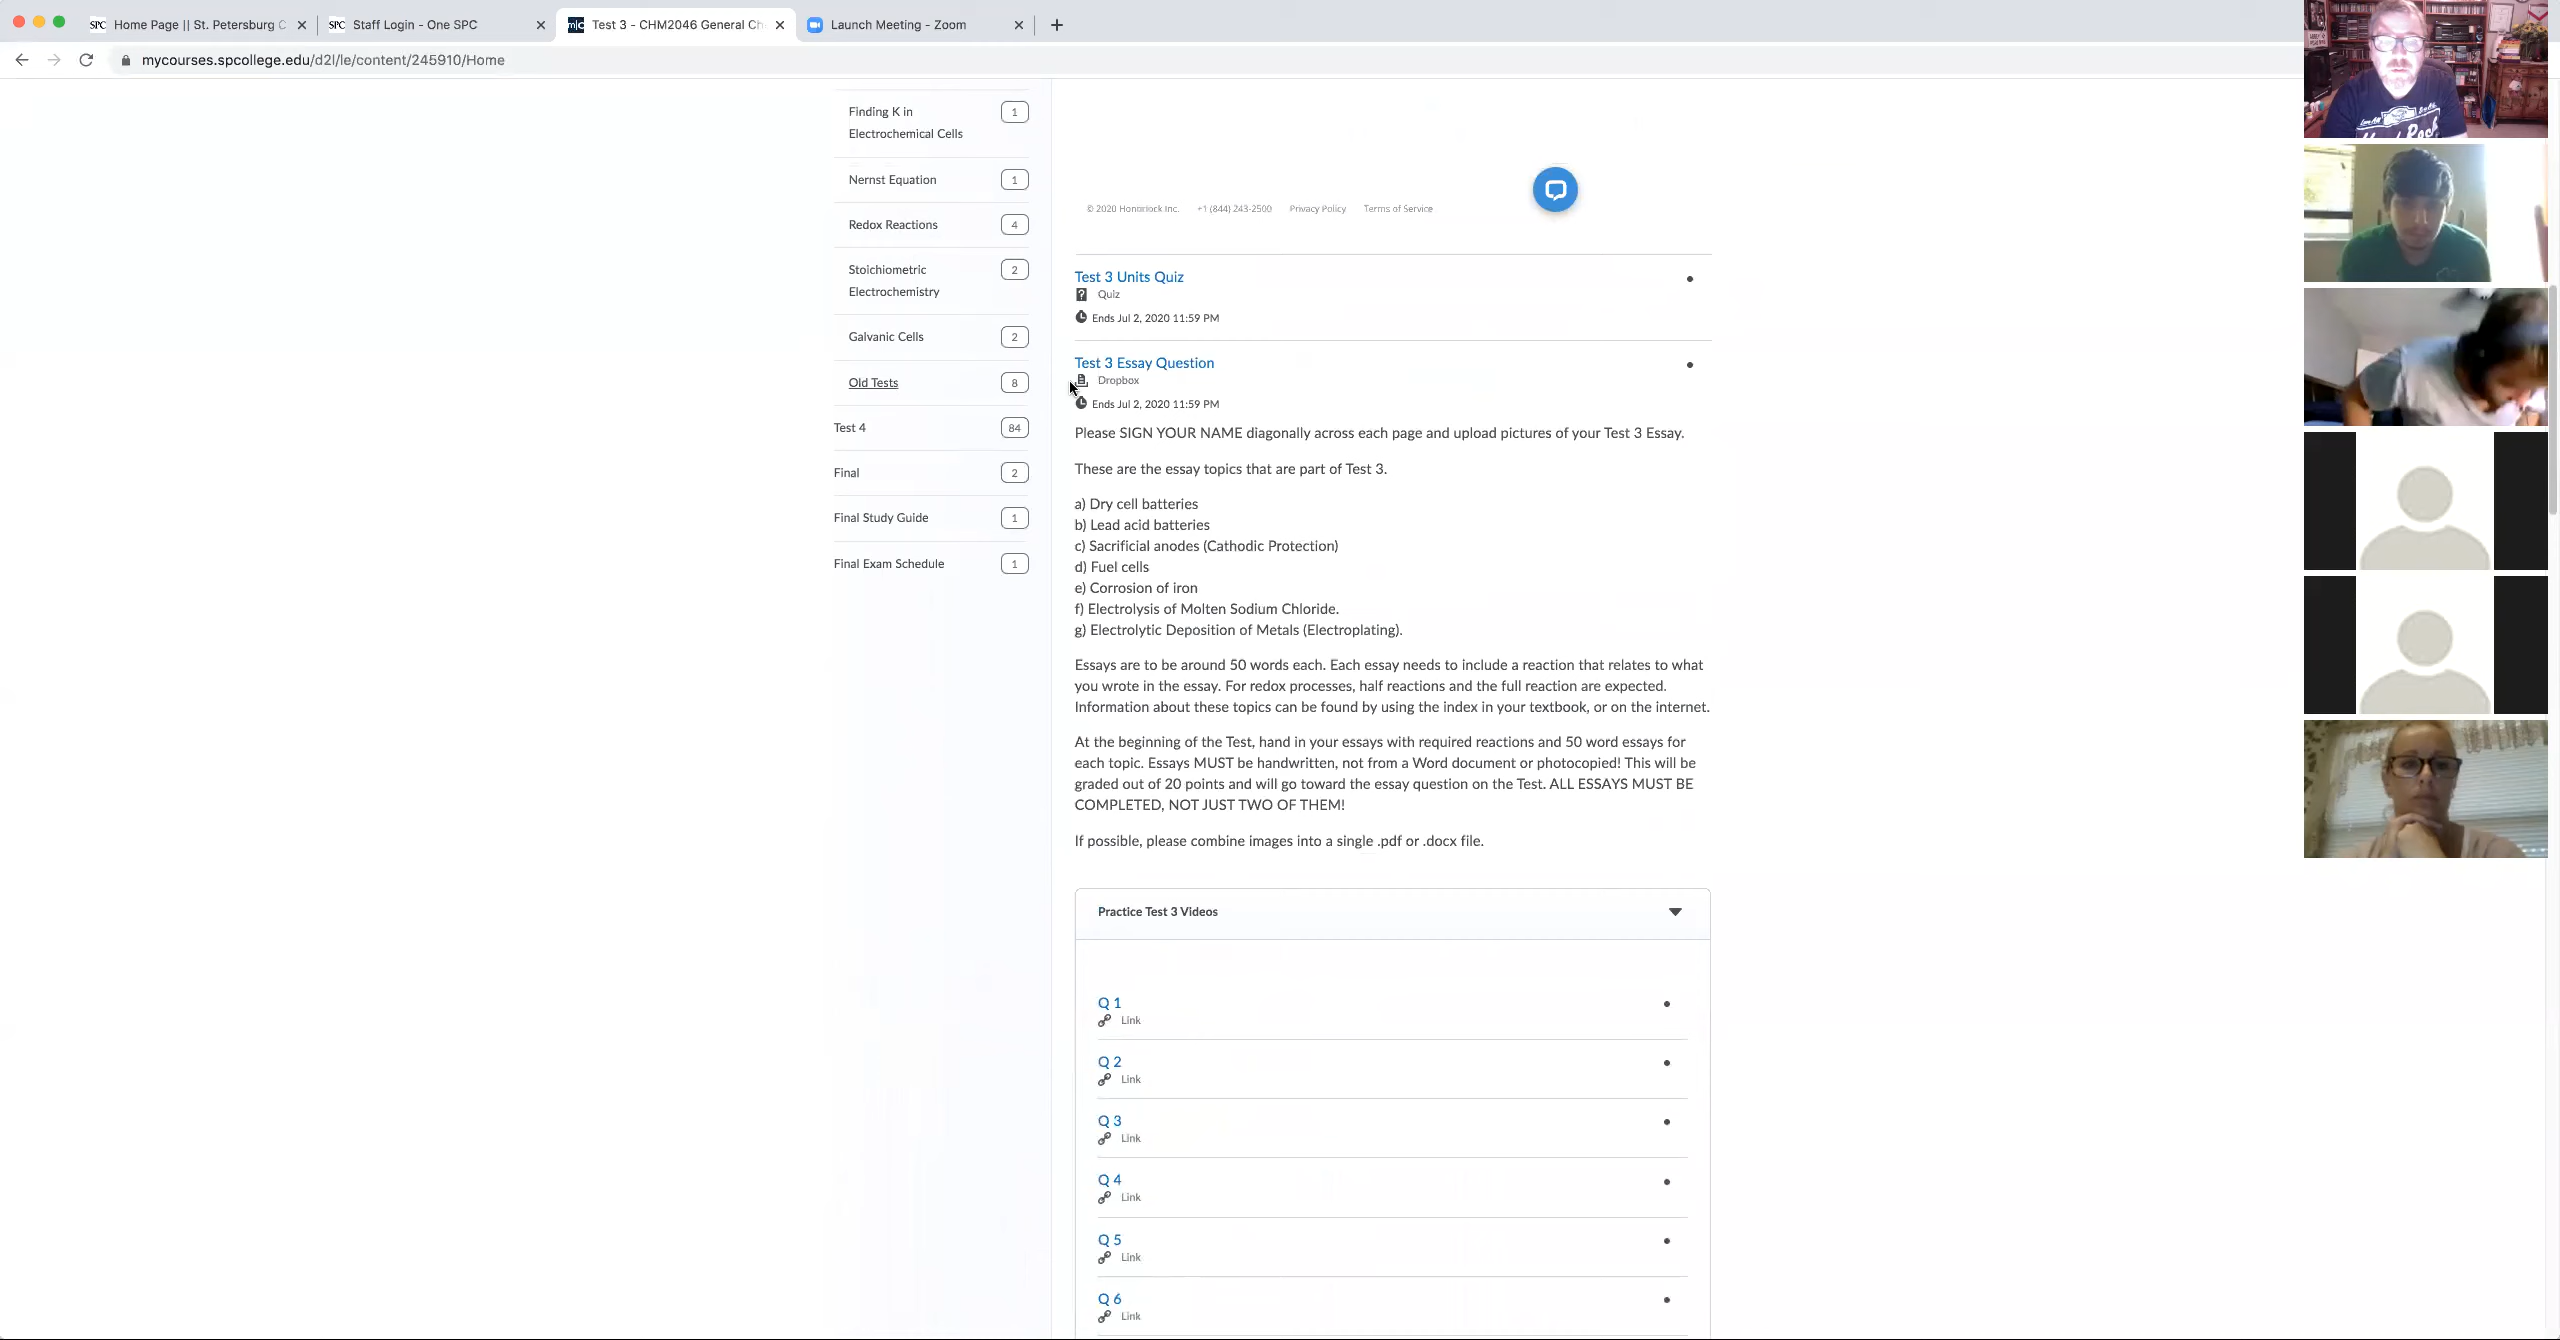 Home Page || St. Petersburg C
Staff Login - One SPC
Test 3 - CHM2046 General Ch
Launch Meeting - Zoom
mycourses.spcollege.edu/d2l/le/content/245910/Home
Finding K in
Electrochemical Cells
1
Nernst Equation
1
Redox Reactions
4
Stoichiometric
Electrochemistry
2
Galvanic Cells
2
Old Tests
8
Test 4
84
Final
2
Final Study Guide
1
Final Exam Schedule
1
© 2020 Honorlock Inc. +1 (844) 243-2500 Privacy Policy Terms of Service
Test 3 Units Quiz
Quiz
Ends Jul 2, 2020 11:59 PM
Test 3 Essay Question
Dropbox
Ends Jul 2, 2020 11:59 PM
Please SIGN YOUR NAME diagonally across each page and upload pictures of your Test 3 Essay.
These are the essay topics that are part of Test 3.
a) Dry cell batteries
b) Lead acid batteries
c) Sacrificial anodes (Cathodic Protection)
d) Fuel cells
e) Corrosion of iron
f) Electrolysis of Molten Sodium Chloride.
g) Electrolytic Deposition of Metals (Electroplating).
Essays are to be around 50 words each. Each essay needs to include a reaction that relates to what
you wrote in the essay. For redox processes, half reactions and the full reaction are expected.
Information about these topics can be found by using the index in your textbook, or on the internet.
At the beginning of the Test, hand in your essays with required reactions and 50 word essays for
each topic. Essays MUST be handwritten, not from a Word document or photocopied! This will be
graded out of 20 points and will go toward the essay question on the Test. ALL ESSAYS MUST BE
COMPLETED, NOT JUST TWO OF THEM!
If possible, please combine images into a single .pdf or .docx file.
Practice Test 3 Videos
Q 1
Link
Q 2
Link
Q 3
Link
Q 4
Link
Q 5
Link
Q 6
Link